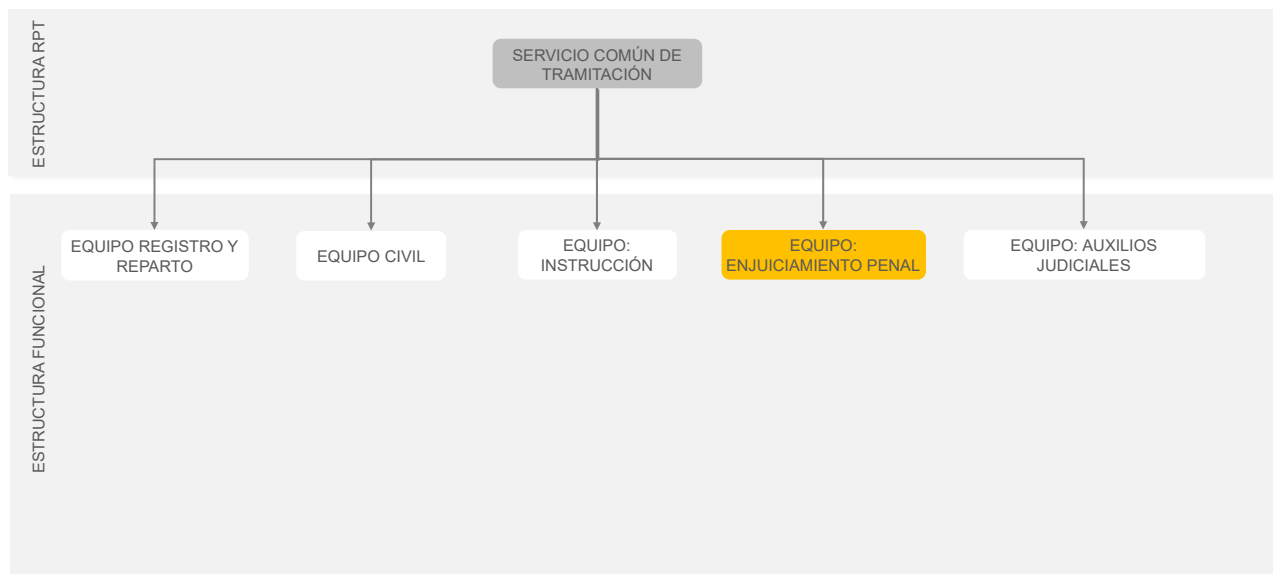 ESTRUCTURA RPT
SERVICIO COMÚN DE
TRAMITACIÓN
ESTRUCTURA FUNCIONAL
EQUIPO REGISTRO Y
REPARTO
EQUIPO CIVIL
EQUIPO:
INSTRUCCIÓN
EQUIPO:
ENJUICIAMIENTO PENAL
EQUIPO: AUXILIOS
JUDICIALES